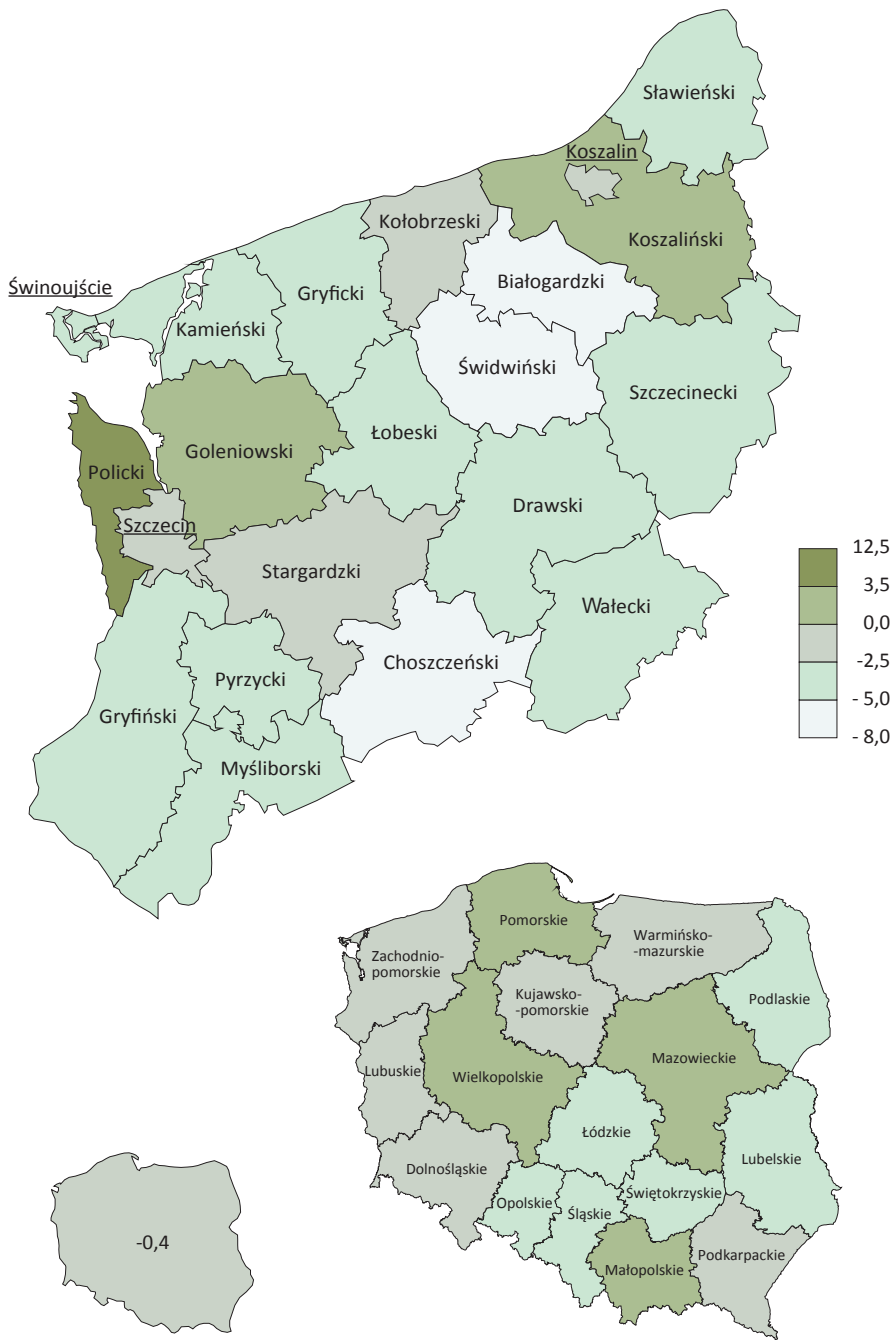 Sławieński
Koszalin
Kołobrzeski
Koszaliński
Białogardzki
Świnoujście
Gryficki
Kamieński
Świdwiński
Szczecinecki
Łobeski
Goleniowski
Policki
Drawski
Szczecin
Stargardzki
Wałecki
Choszczeński
Pyrzycki
Gryfiński
Myśliborski
12,5
3,5
0,0
-2,5
- 5,0
- 8,0
Pomorskie
Warmińsko-
-mazurskie
Zachodnio-
pomorskie
Kujawsko-
-pomorskie
Podlaskie
Mazowieckie
Lubuskie
Wielkopolskie
Łódzkie
Lubelskie
Dolnośląskie
Świętokrzyskie
Opolskie
Śląskie
Podkarpackie
Małopolskie
-0,4